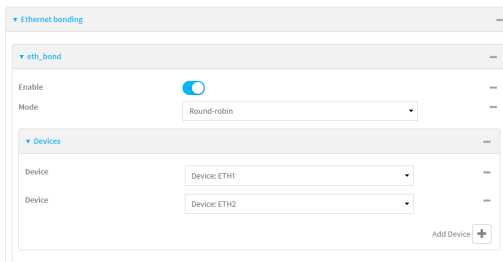 Ethernet bonding
eth_bond
Enable
Mode Round-robin
Devices
Device Device: ETH1
Device Device: ETH2
Add Device